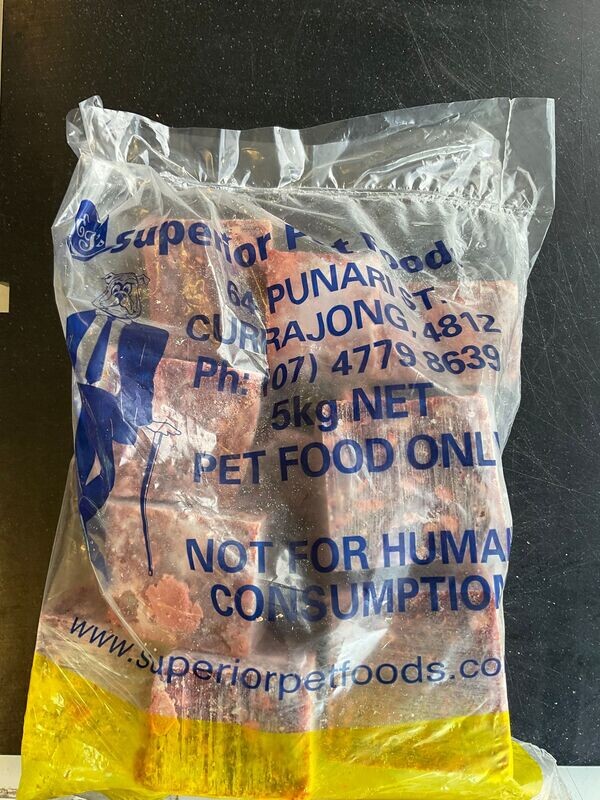 superior Pet Food
64 PUNARI ST.
CURRAJONG, 4812
Ph: (07) 4779 8639
5kg NET
PET FOOD ONLY
NOT FOR HUMAN
CONSUMPTION
www.superiorpetfoods.co